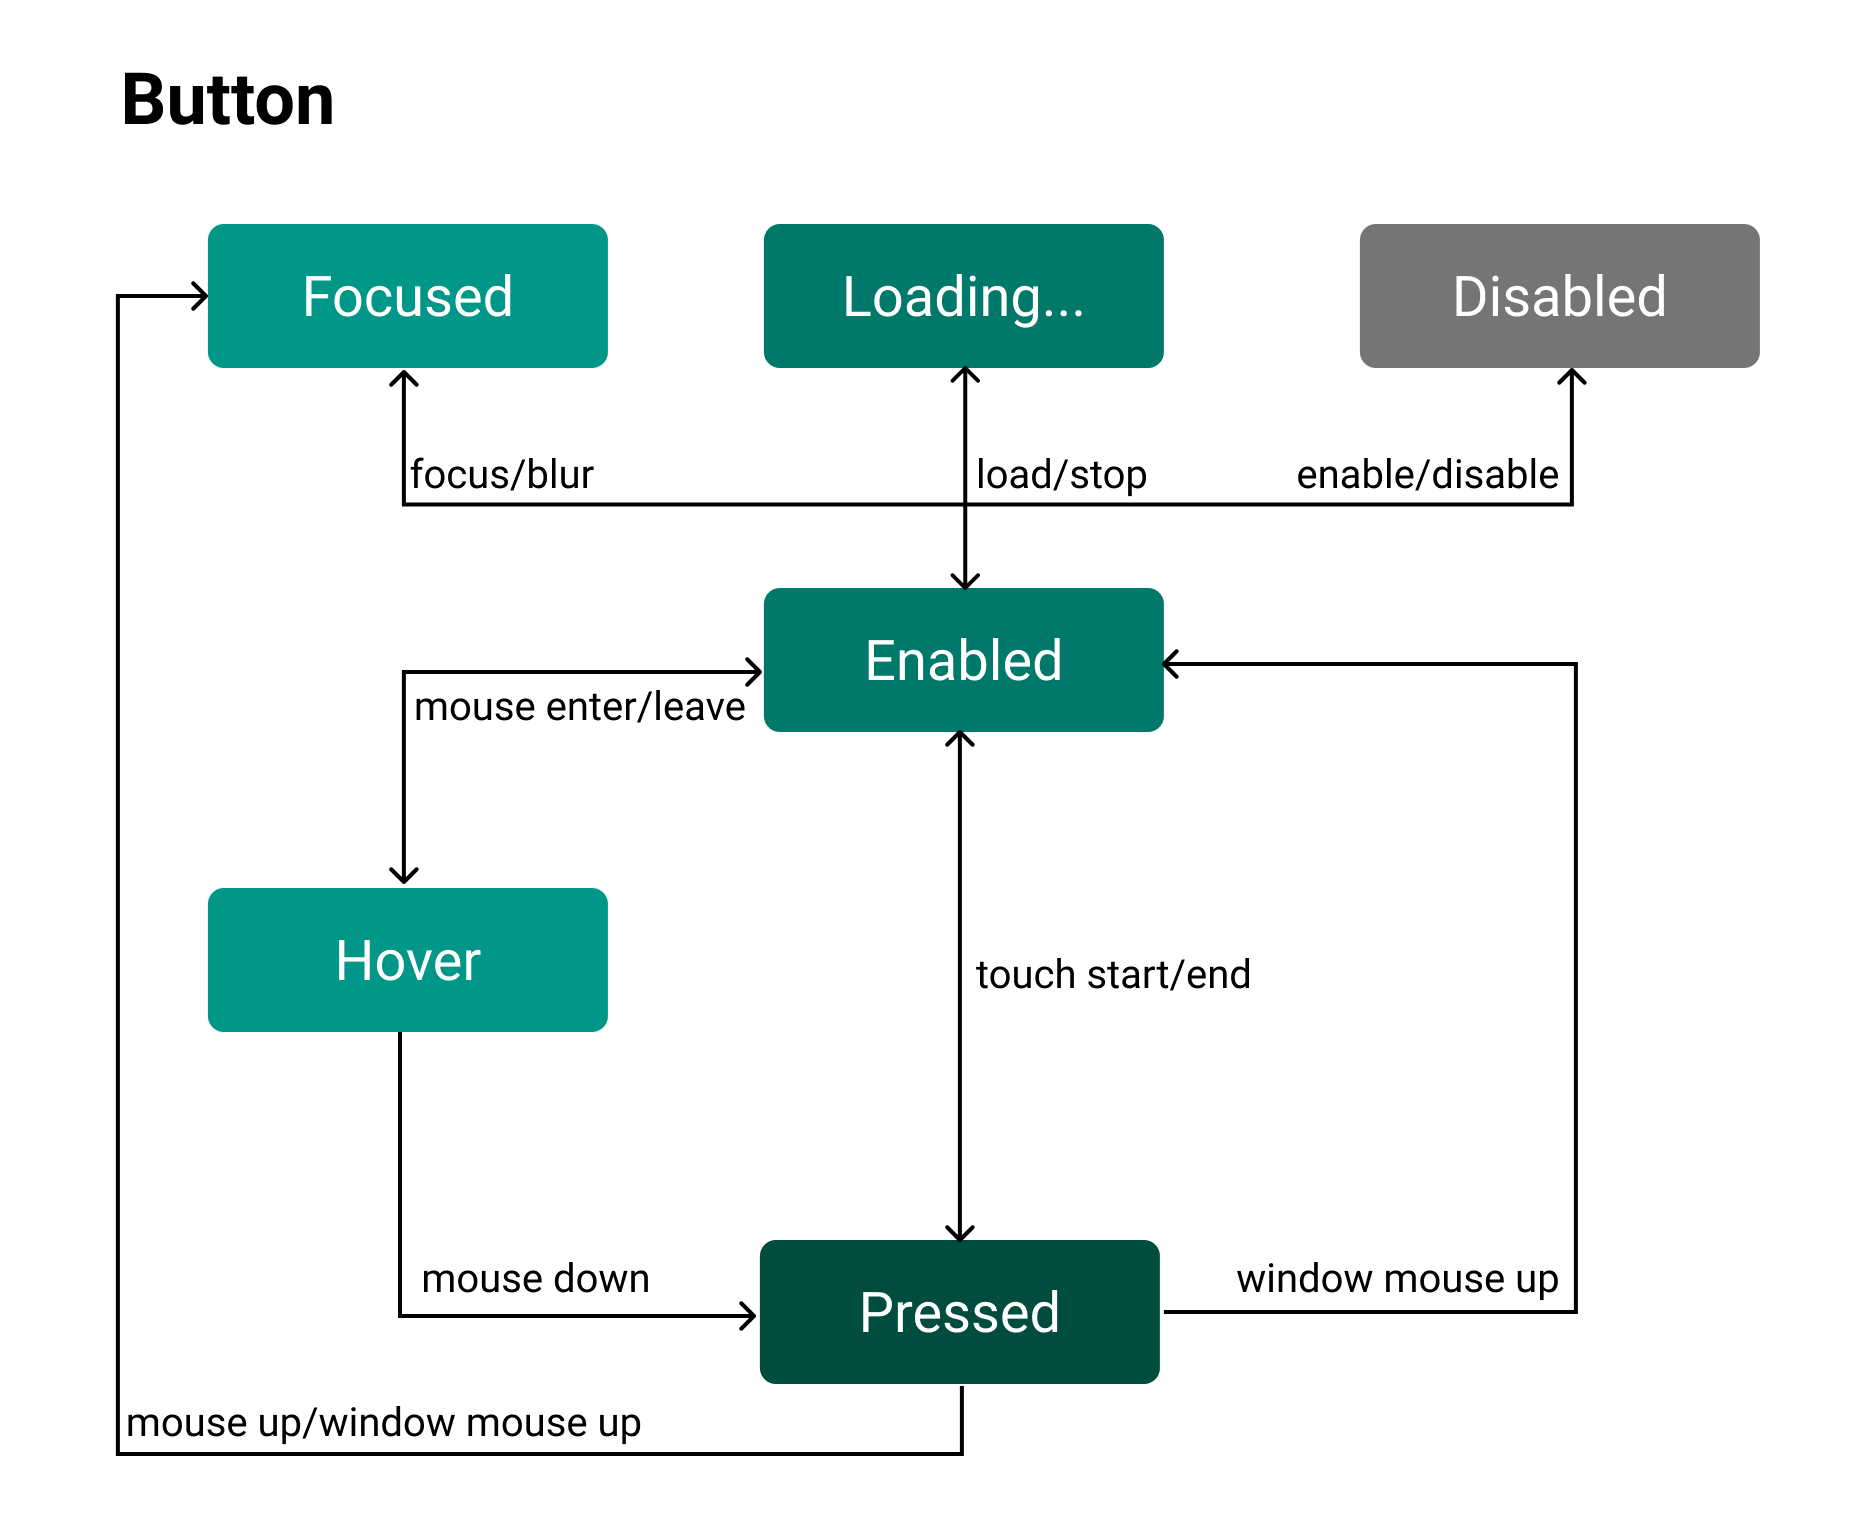 Button
Focused
Loading...
Disabled
focus/blur
load/stop
enable/disable
Enabled
mouse enter/leave
Hover
touch start/end
mouse down
window mouse up
Pressed
mouse up/window mouse up